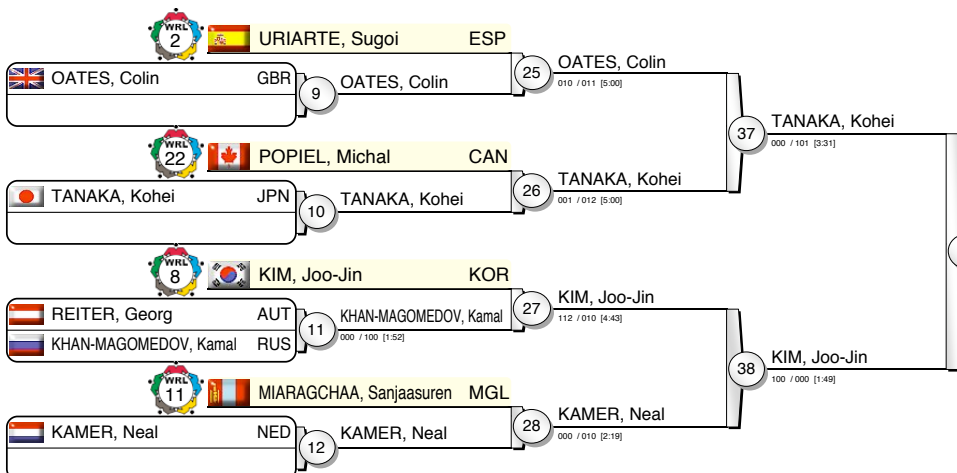 WRL
2
URIARTE, Sugoi ESP
OATES, Colin GBR
9
OATES, Colin
25
OATES, Colin
010 / 011 [5:00]
WRL
22
POPIEL, Michal CAN
TANAKA, Kohei JPN
10
TANAKA, Kohei
26
TANAKA, Kohei
001 / 012 [5:00]
37
TANAKA, Kohei
000 / 101 [3:31]
WRL
8
KIM, Joo-Jin KOR
REITER, Georg AUT
KHAN-MAGOMEDOV, Kamal RUS
11
KHAN-MAGOMEDOV, Kamal
000 / 100 [1:52]
27
KIM, Joo-Jin
112 / 010 [4:43]
WRL
11
MIARAGCHAA, Sanjaasuren MGL
KAMER, Neal NED
12
KAMER, Neal
28
KAMER, Neal
000 / 010 [2:19]
38
KIM, Joo-Jin
100 / 000 [1:49]